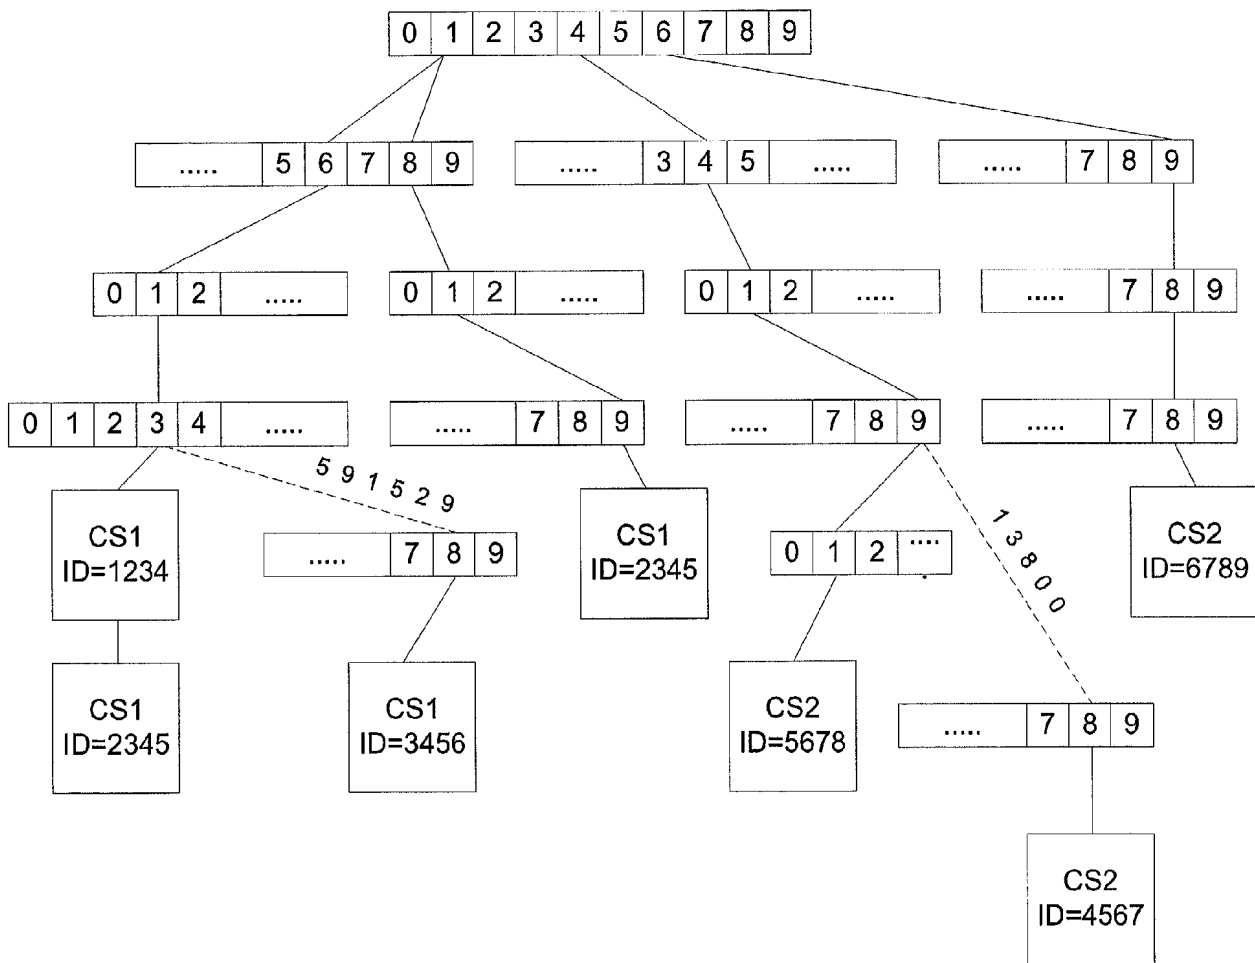 0 1 2 3 4 5 6 7 8 9
..... 5 6 7 8 9
..... 3 4 5 .....
..... 7 8 9
0 1 2 .....
0 1 2 .....
0 1 2 .....
..... 7 8 9
0 1 2 3 4 .....
..... 7 8 9
..... 7 8 9
..... 7 8 9
5 9 1 5 2 9
1 3 8 0 0
CS1
ID=1234
..... 7 8 9
CS1
ID=2345
0 1 2 ....
CS2
ID=6789
CS1
ID=2345
CS1
ID=3456
CS2
ID=5678
..... 7 8 9
CS2
ID=4567